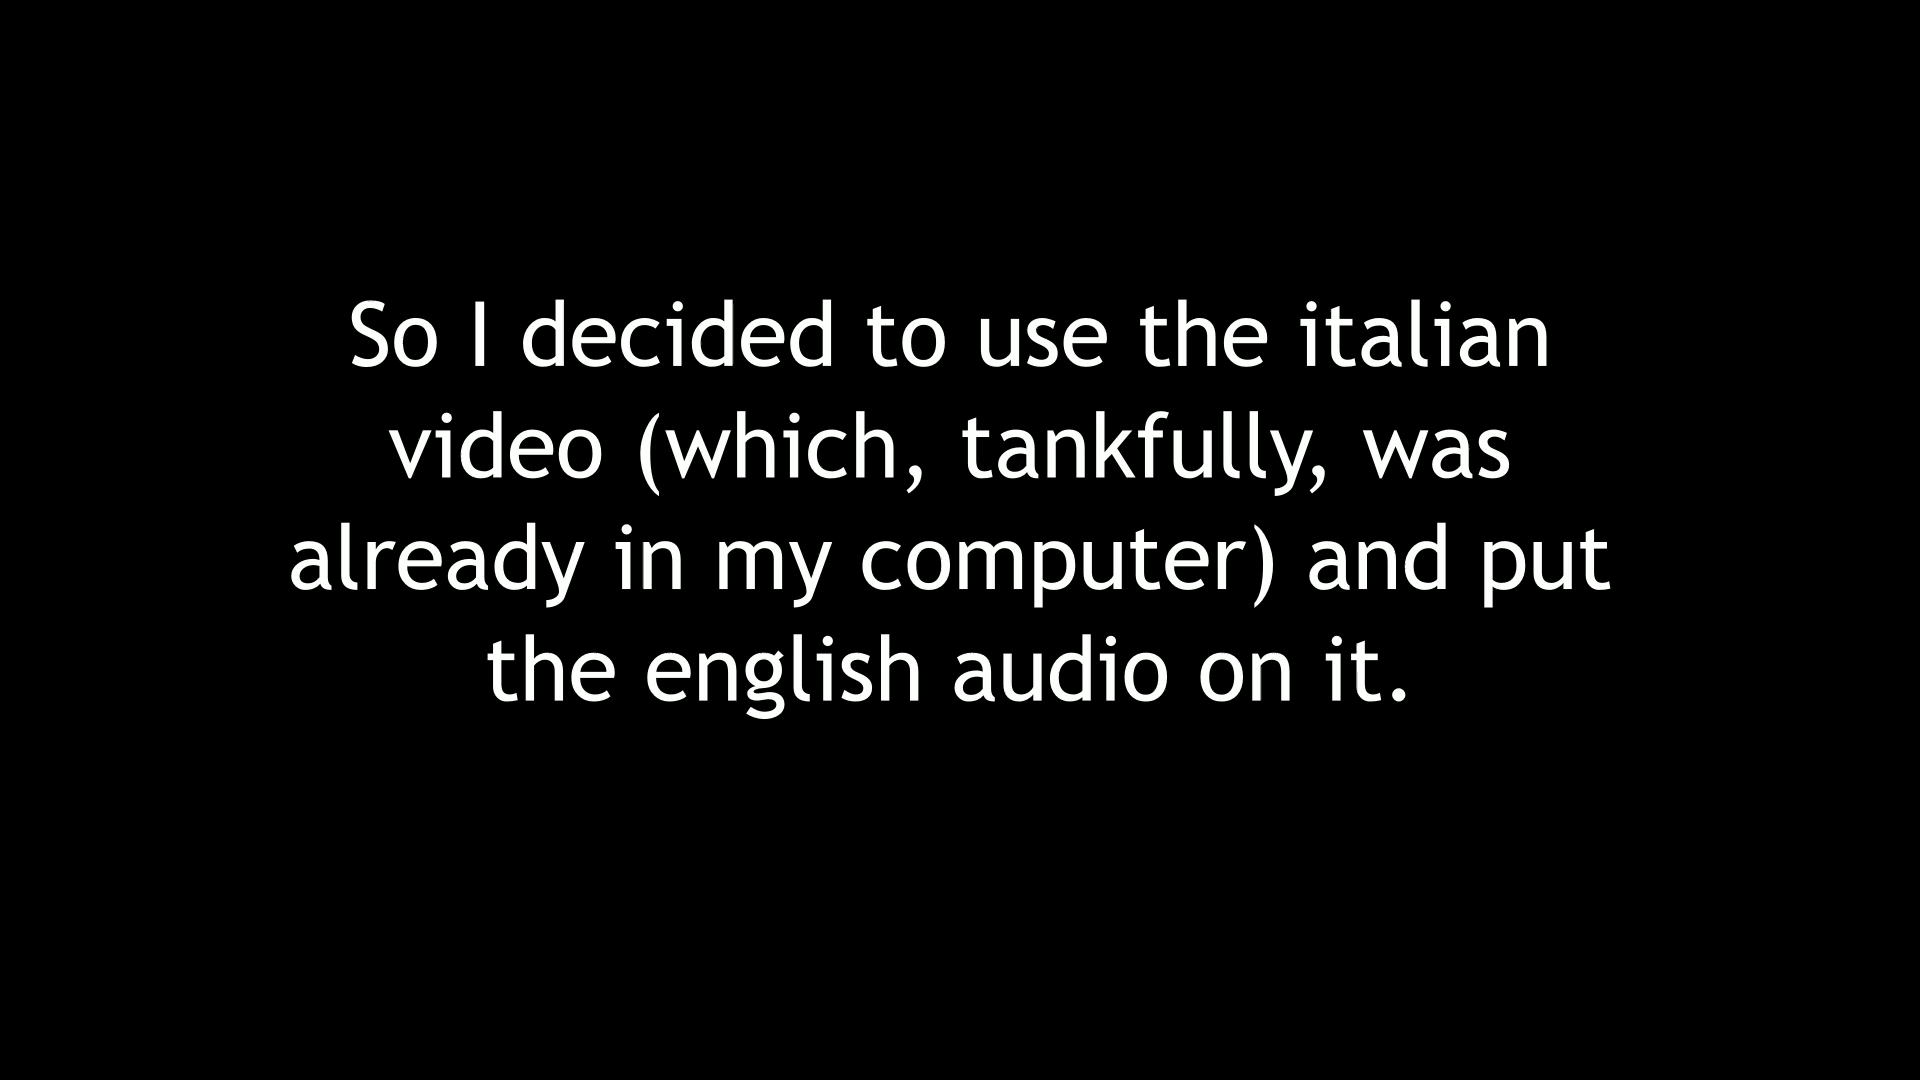 So I decided to use the italian
video (which, tankfully, was
already in my computer) and put
the english audio on it.